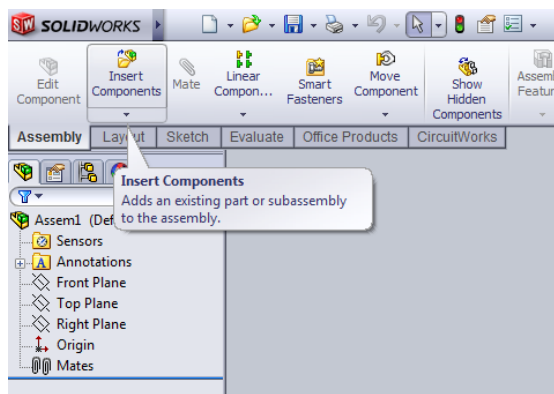 SOLIDWORKS
Edit Component
Insert Components
Mate
Linear Compon...
Smart Fasteners
Move Component
Show Hidden Components
Assem
Featur
Assembly
Layout
Sketch
Evaluate
Office Products
CircuitWorks
Insert Components
Adds an existing part or subassembly
to the assembly.
Assem1 (Def
Sensors
Annotations
Front Plane
Top Plane
Right Plane
Origin
Mates